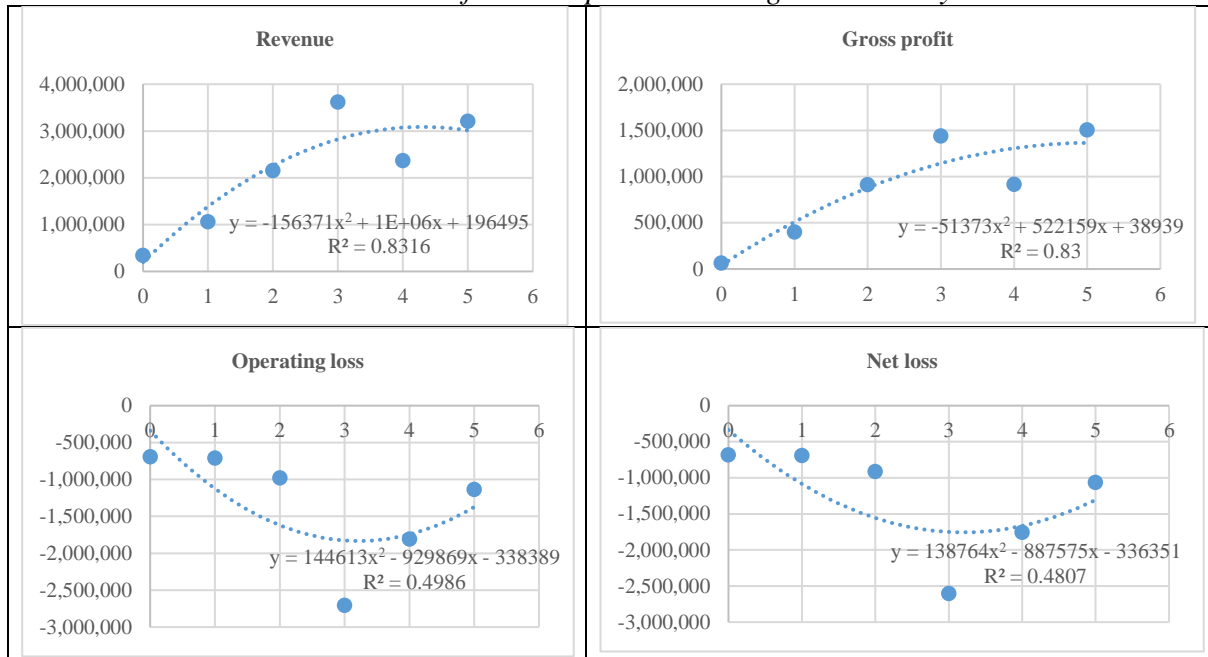 Revenue
4,000,000
3,000,000
2,000,000
1,000,000
0
0 1 2 3 4 5 6
y = -156371x² + 1E+06x + 196495
R² = 0.8316
Gross profit
2,000,000
1,500,000
1,000,000
500,000
0
0 1 2 3 4 5 6
y = -51373x² + 522159x + 38939
R² = 0.83
Operating loss
0
-500,000
-1,000,000
-1,500,000
-2,000,000
-2,500,000
-3,000,000
0 1 2 3 4 5 6
y = 144613x² - 929869x - 338389
R² = 0.4986
Net loss
0
-500,000
-1,000,000
-1,500,000
-2,000,000
-2,500,000
-3,000,000
0 1 2 3 4 5 6
y = 138764x² - 887575x - 336351
R² = 0.4807